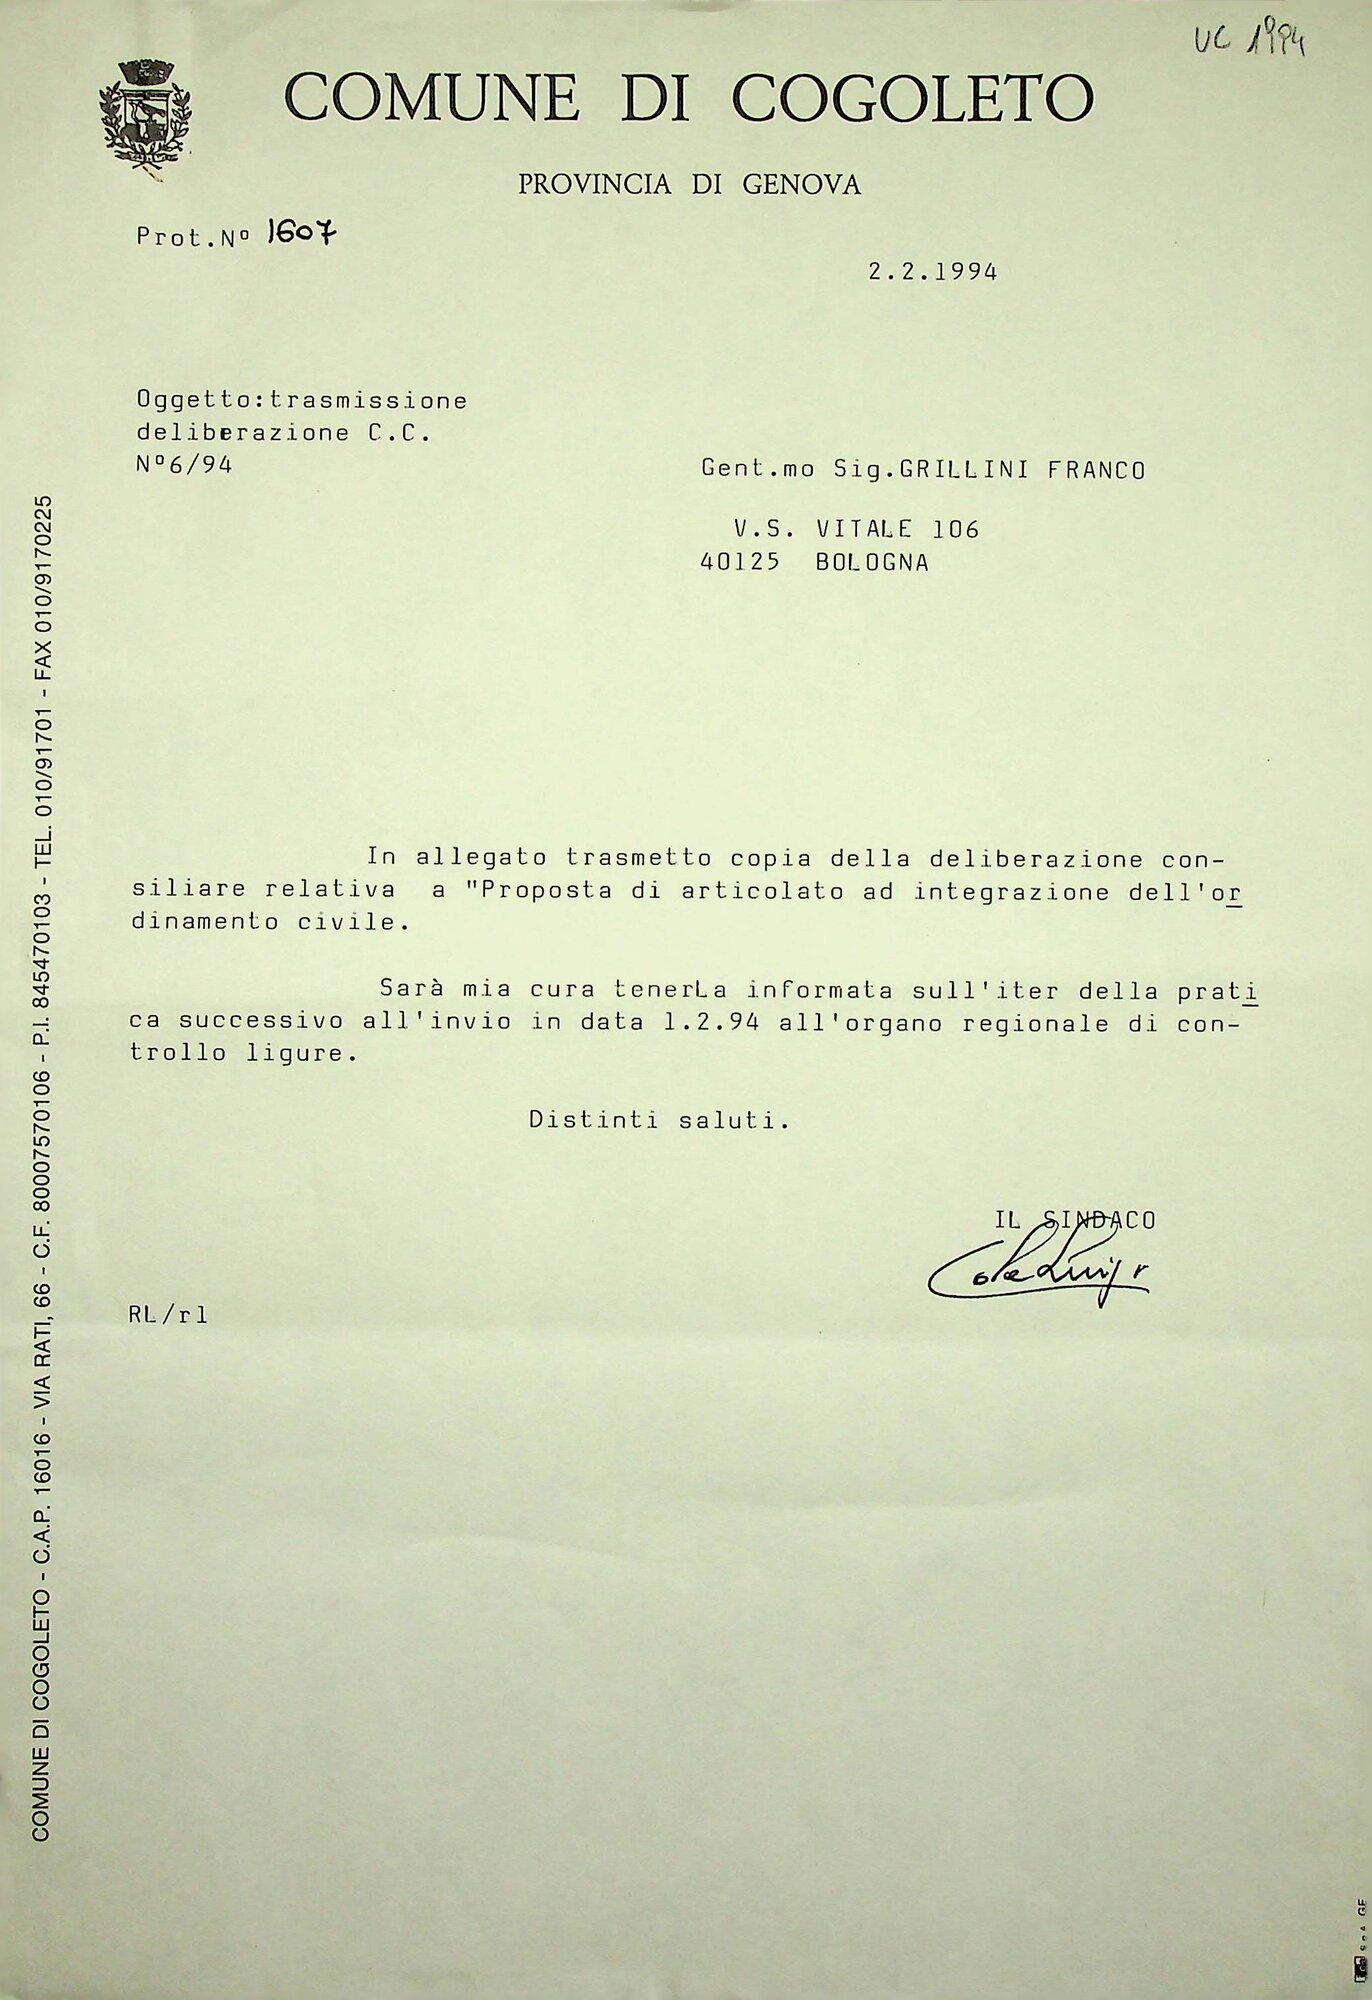 UC 1994
COMUNE DI COGOLETO
PROVINCIA DI GENOVA
Prot.Nº 1607
2.2.1994
Oggetto:trasmissione
deliberazione C.C.
Nº6/94
Gent.mo Sig.GRILLINI FRANCO
V.S. VITALE 106
40125 BOLOGNA
In allegato trasmetto copia della deliberazione con-
siliare relativa a "Proposta di articolato ad integrazione dell'or
dinamento civile.
Sarà mia cura tenerLa informata sull'iter della prati
ca successivo all'invio in data 1.2.94 all'organo regionale di con-
trollo ligure.
Distinti saluti.
IL SINDACO
RL/rl
COMUNE DI COGOLETO - C.A.P. 16016 - VIA RATI, 66 - C.F. 80007570106 - P.I. 845470103 - TEL. 010/91701 - FAX 010/9170225